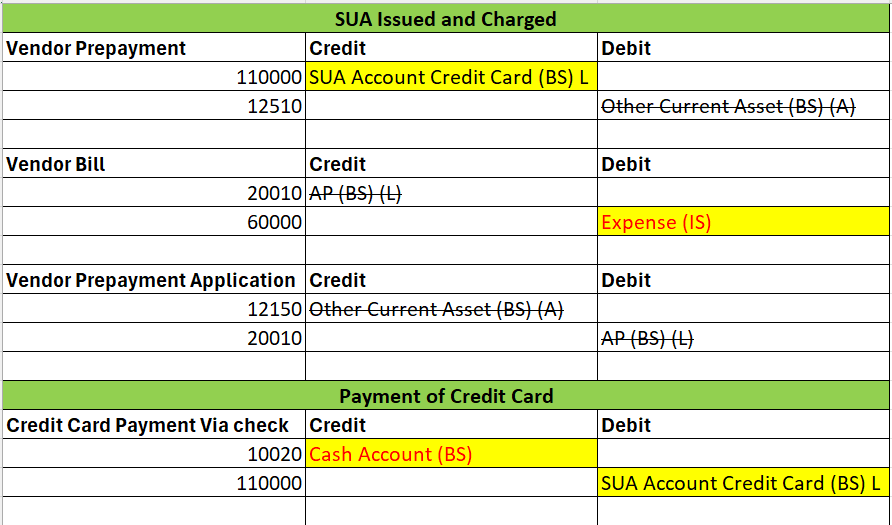 SUA Issued and Charged
Vendor Prepayment Credit Debit
110000 SUA Account Credit Card (BS) L
12510 Other Current Asset (BS) (A)
Vendor Bill Credit Debit
20010 AP (BS) (L)
60000 Expense (IS)
Vendor Prepayment Application Credit Debit
12150 Other Current Asset (BS) (A)
20010 AP (BS) (L)
Payment of Credit Card
Credit Card Payment Via check Credit Debit
10020 Cash Account (BS)
110000 SUA Account Credit Card (BS) L